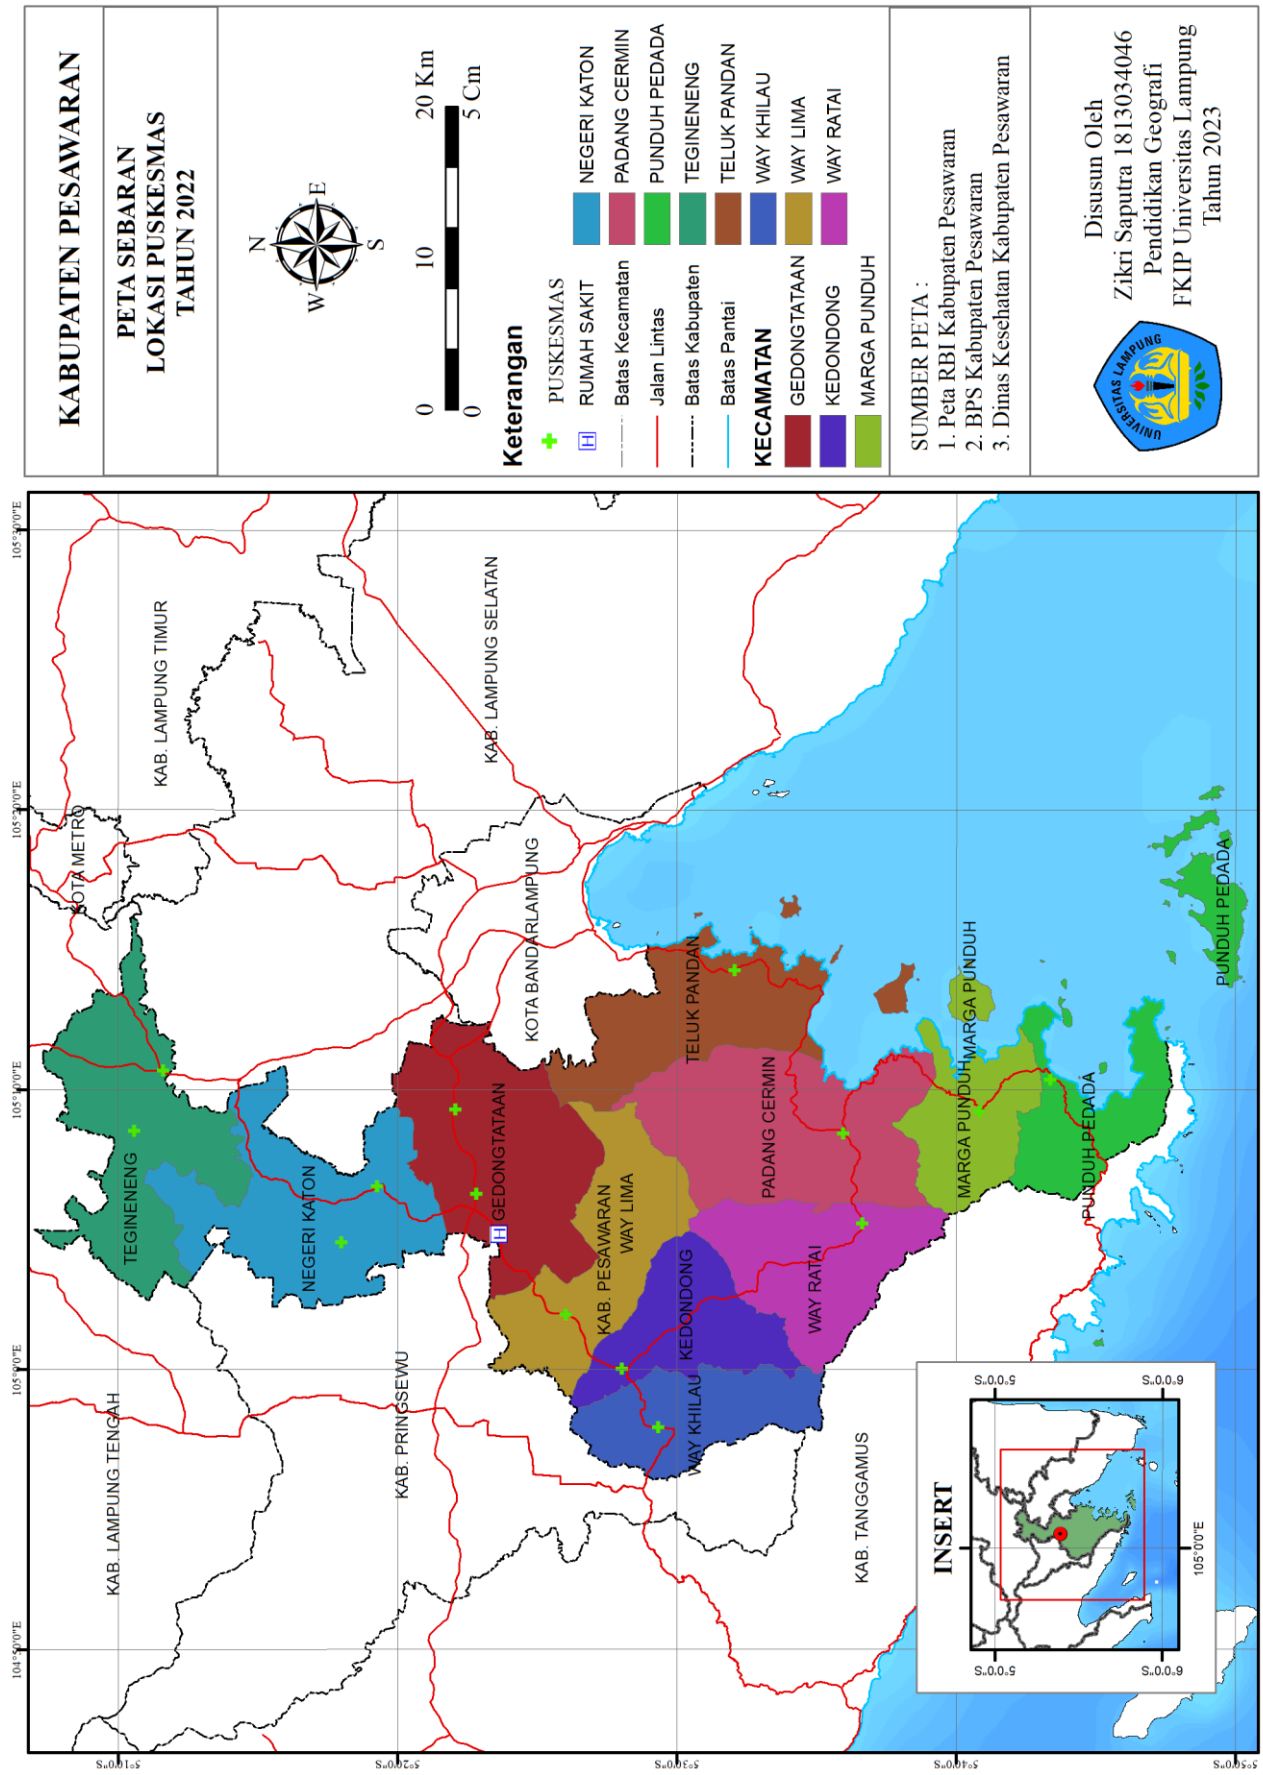 KABUPATEN PESAWARAN
PETA SEBARAN
LOKASI PUSKESMAS
TAHUN 2022
N
W
E
S
0
10
20 Km
0
5 Cm
Keterangan
PUSKESMAS
H
RUMAH SAKIT
Batas Kecamatan
Jalan Lintas
Batas Kabupaten
Batas Pantai
KECAMATAN
GEDONGTATAAN
KEDONDONG
MARGA PUNDUH
NEGERI KATON
PADANG CERMIN
PUNDUH PEDADA
TEGINENENG
TELUK PANDAN
WAY KHILAU
WAY LIMA
WAY RATAI
SUMBER PETA :
1. Peta RBI Kabupaten Pesawaran
2. BPS Kabupaten Pesawaran
3. Dinas Kesehatan Kabupaten Pesawaran
UNIVERSITAS LAMPUNG
Disusun Oleh
Zikri Saputra 1813034046
Pendidikan Geografi
FKIP Universitas Lampung
Tahun 2023
104°50'0"E
105°0'0"E
105°10'0"E
105°20'0"E
105°30'0"E
5°10'0"S
5°20'0"S
5°30'0"S
5°40'0"S
5°50'0"S
KAB. LAMPUNG TENGAH
KOTA METRO
KAB. LAMPUNG TIMUR
TEGINENENG
NEGERI KATON
KAB. PRINGSEWU
KAB. LAMPUNG SELATAN
H
GEDONGTATAAN
KOTA BANDARLAMPUNG
KAB. PESAWARAN
WAY LIMA
KEDONDONG
WAY KHILAU
TELUK PANDAN
PADANG CERMIN
WAY RATAI
KAB. TANGGAMUS
MARGA PUNDUH
MARGA PUNDUH
PUNDUH PEDADA
PUNDUH PEDADA
INSERT
5°0'0"S
5°0'0"S
6°0'0"S
6°0'0"S
105°0'0"E